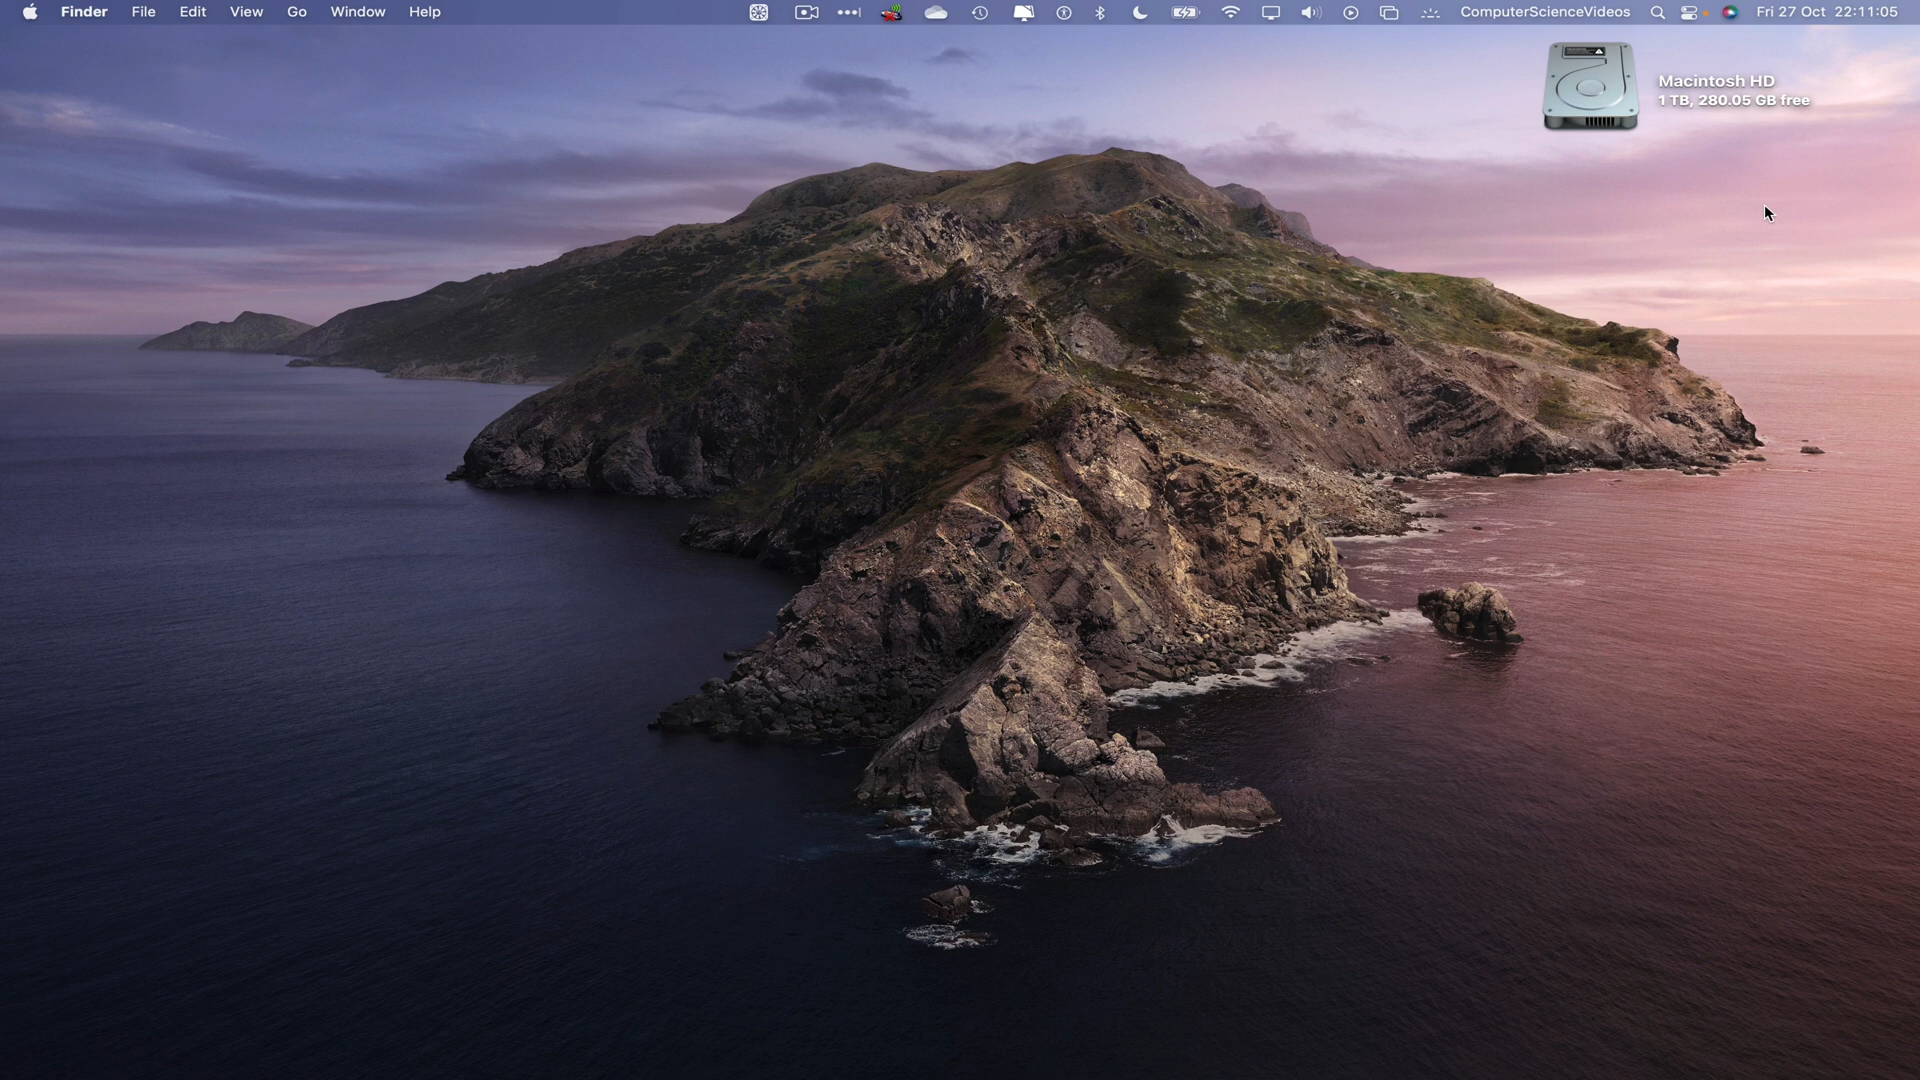 Finder File Edit View Go Window Help ComputerScienceVideos Fri 27 Oct 22:11:05
Macintosh HD
1 TB, 280.05 GB free